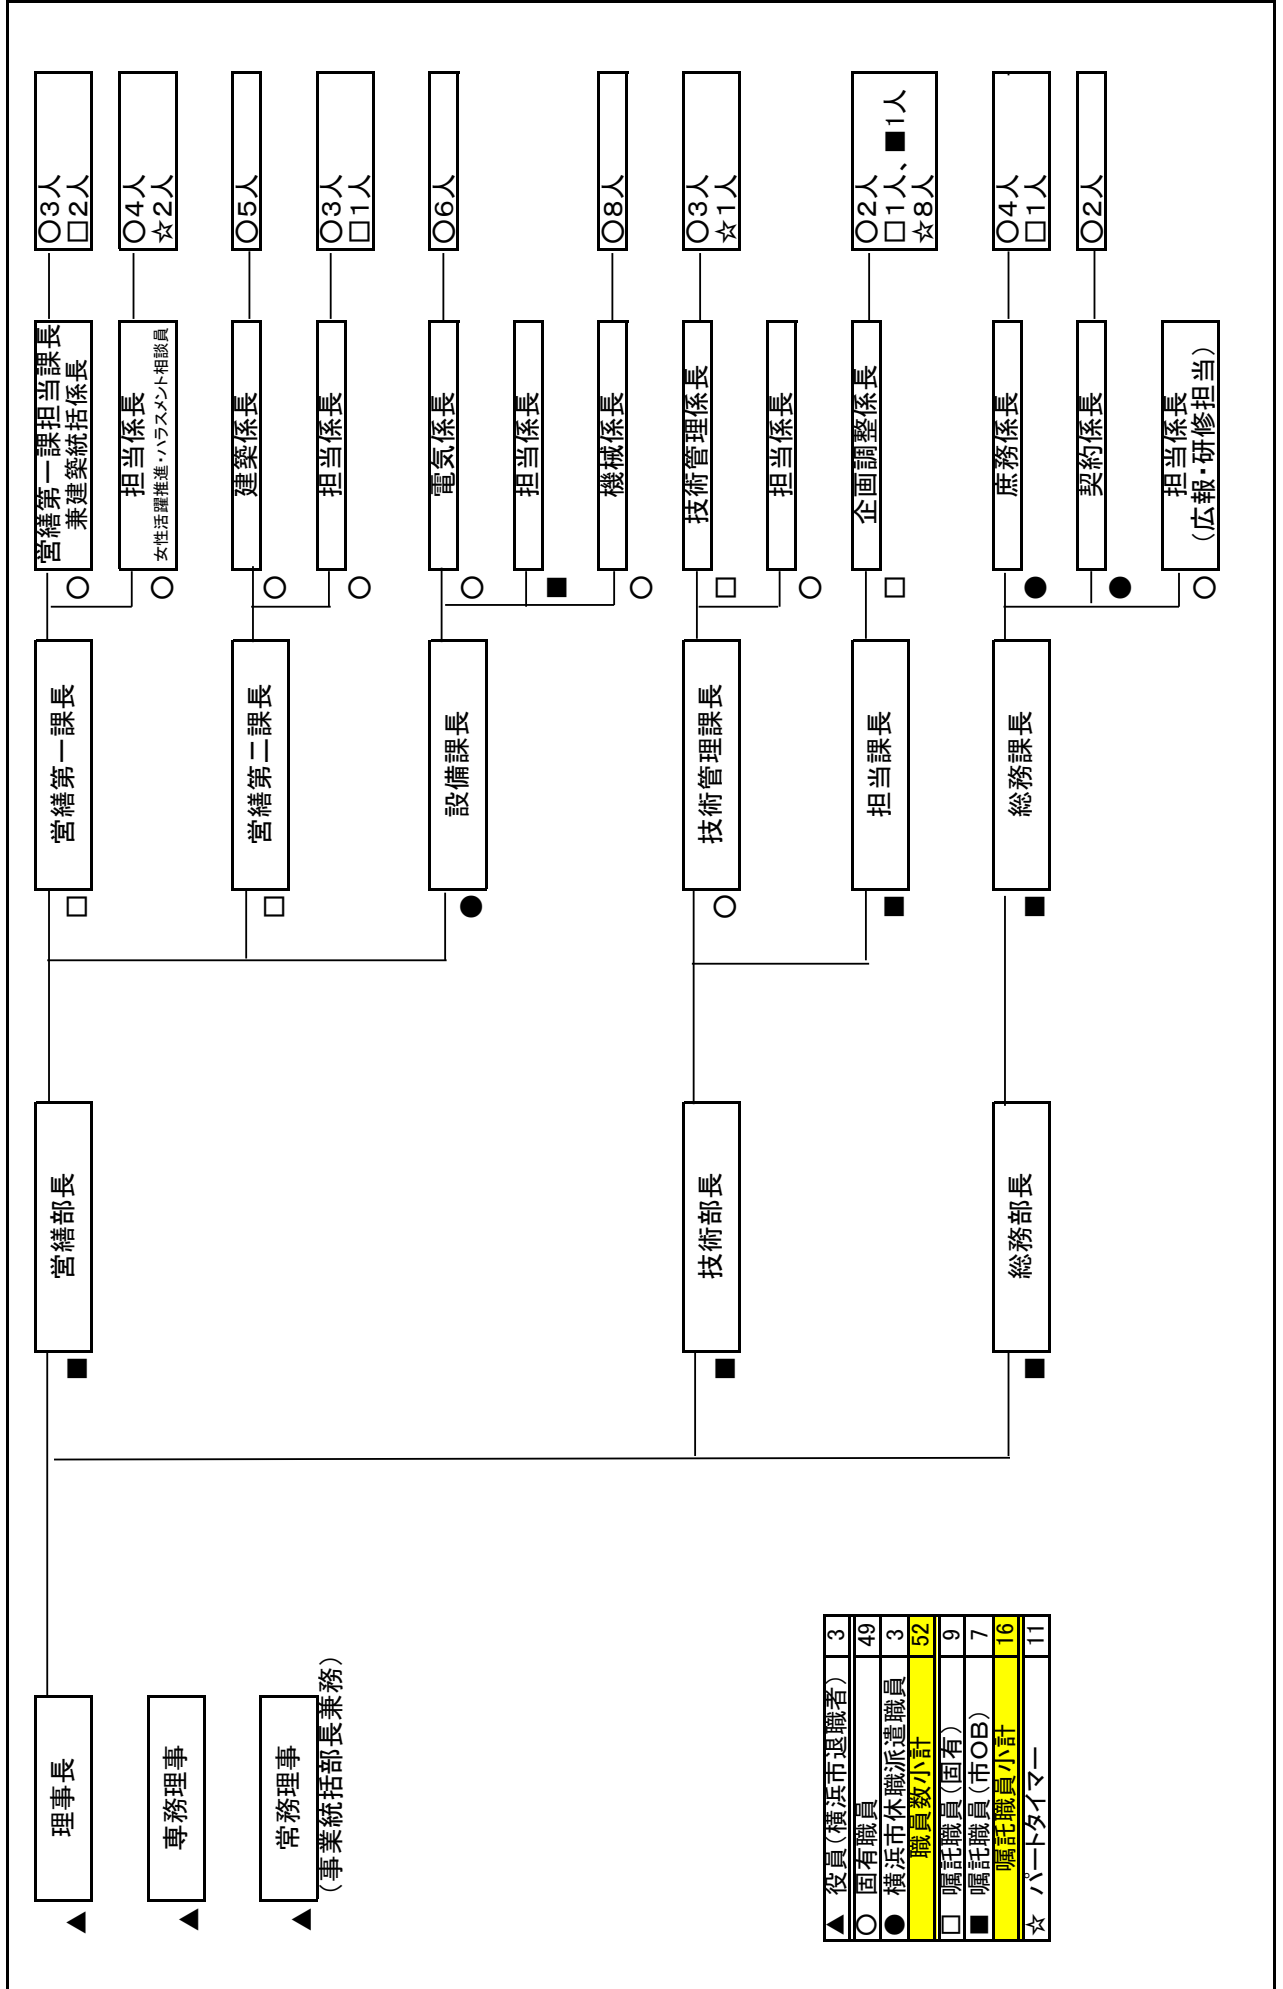 理事長
▲
専務理事
▲
常務理事
(事業統括部長兼務)
▲
営繕部長
■
技術部長
■
総務部長
■
営繕第一課長
□
営繕第二課長
□
設備課長
●
技術管理課長
○
担当課長
■
総務課長
■
営繕第一課担当課長
兼建築統括係長
○
○3人
□2人
担当係長
女性活躍推進・ハラスメント相談員
○
○4人
☆2人
建築係長
○
○5人
担当係長
○
○3人
□1人
電気係長
○
○6人
担当係長
■
機械係長
○
○8人
技術管理係長
□
○3人
☆1人
担当係長
○
企画調整係長
□
○2人
□1人、■1人
☆8人
庶務係長
●
○4人
□1人
契約係長
●
○2人
担当係長
(広報・研修担当)
○
▲ 役員(横浜市退職者) 3
○ 固有職員 49
● 横浜市休職派遣職員 3
職員数小計 52
□ 嘱託職員(固有) 9
■ 嘱託職員(市OB) 7
嘱託職員小計 16
☆ パートタイマー 11